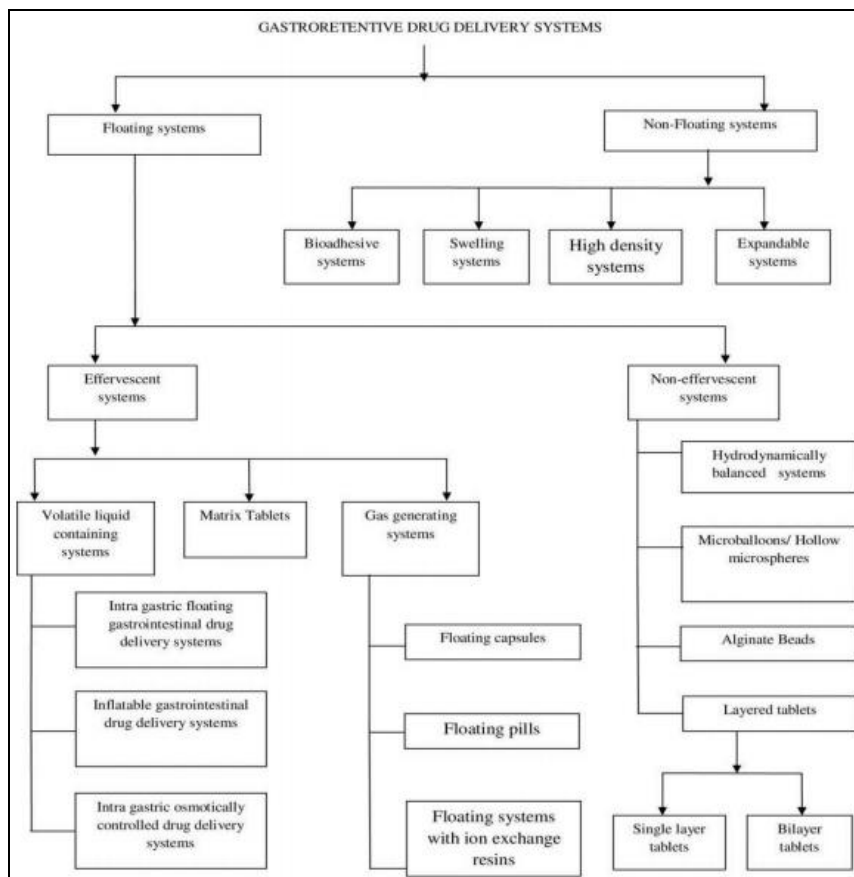 GASTRORETENTIVE DRUG DELIVERY SYSTEMS
Floating systems
Non-Floating systems
Bioadhesive
systems
Swelling
systems
High density
systems
Expandable
systems
Effervescent
systems
Non-effervescent
systems
Volatile liquid
containing
systems
Matrix Tablets
Gas generating
systems
Hydrodynamically
balanced systems
Microballoons/ Hollow
microspheres
Intra gastric floating
gastrointestinal drug
delivery systems
Floating capsules
Alginate Beads
Inflatable gastrointestinal
drug delivery systems
Floating pills
Layered tablets
Intra gastric osmotically
controlled drug delivery
systems
Floating systems
with ion exchange
resins
Single layer
tablets
Bilayer
tablets